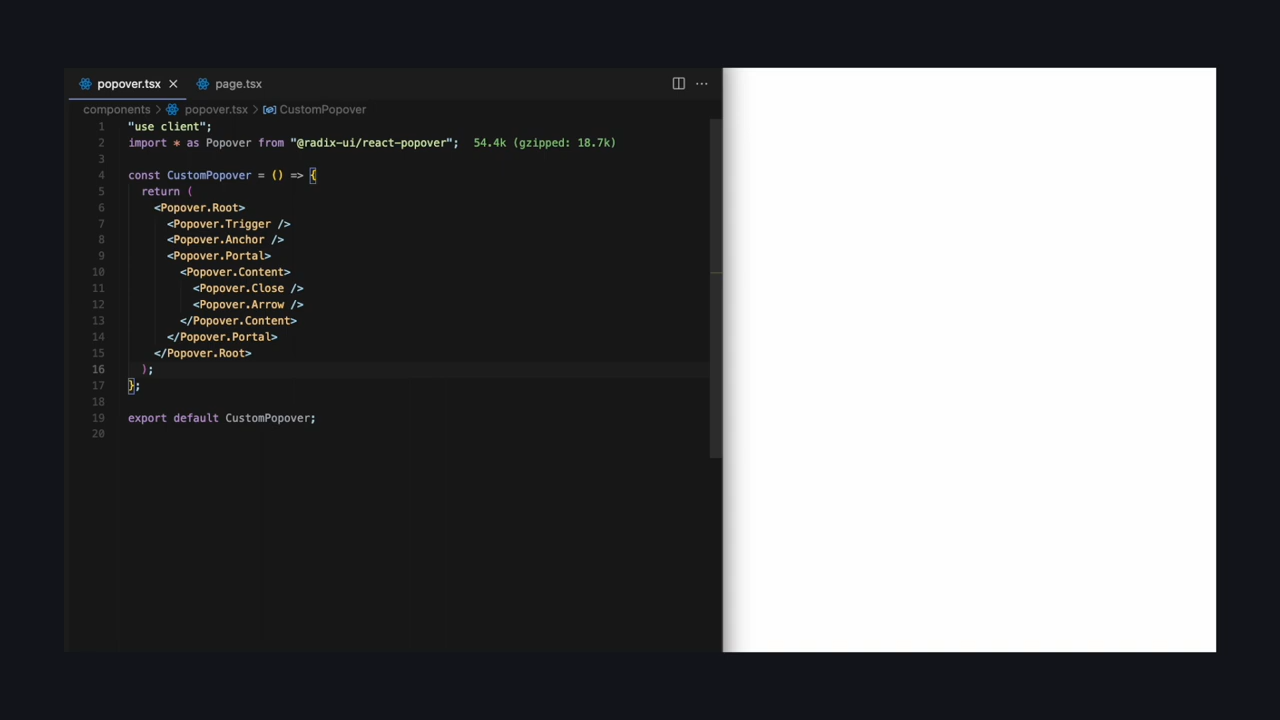 popover.tsx page.tsx
components popover.tsx CustomPopover
1 "use client";
2 import * as Popover from "@radix-ui/react-popover"; 54.4k (gzipped: 18.7k)
3
4 const CustomPopover = () => {
5 return (
6 <Popover.Root>
7 <Popover.Trigger />
8 <Popover.Anchor />
9 <Popover.Portal>
10 <Popover.Content>
11 <Popover.Close />
12 <Popover.Arrow />
13 </Popover.Content>
14 </Popover.Portal>
15 </Popover.Root>
16 );
17 };
18
19 export default CustomPopover;
20